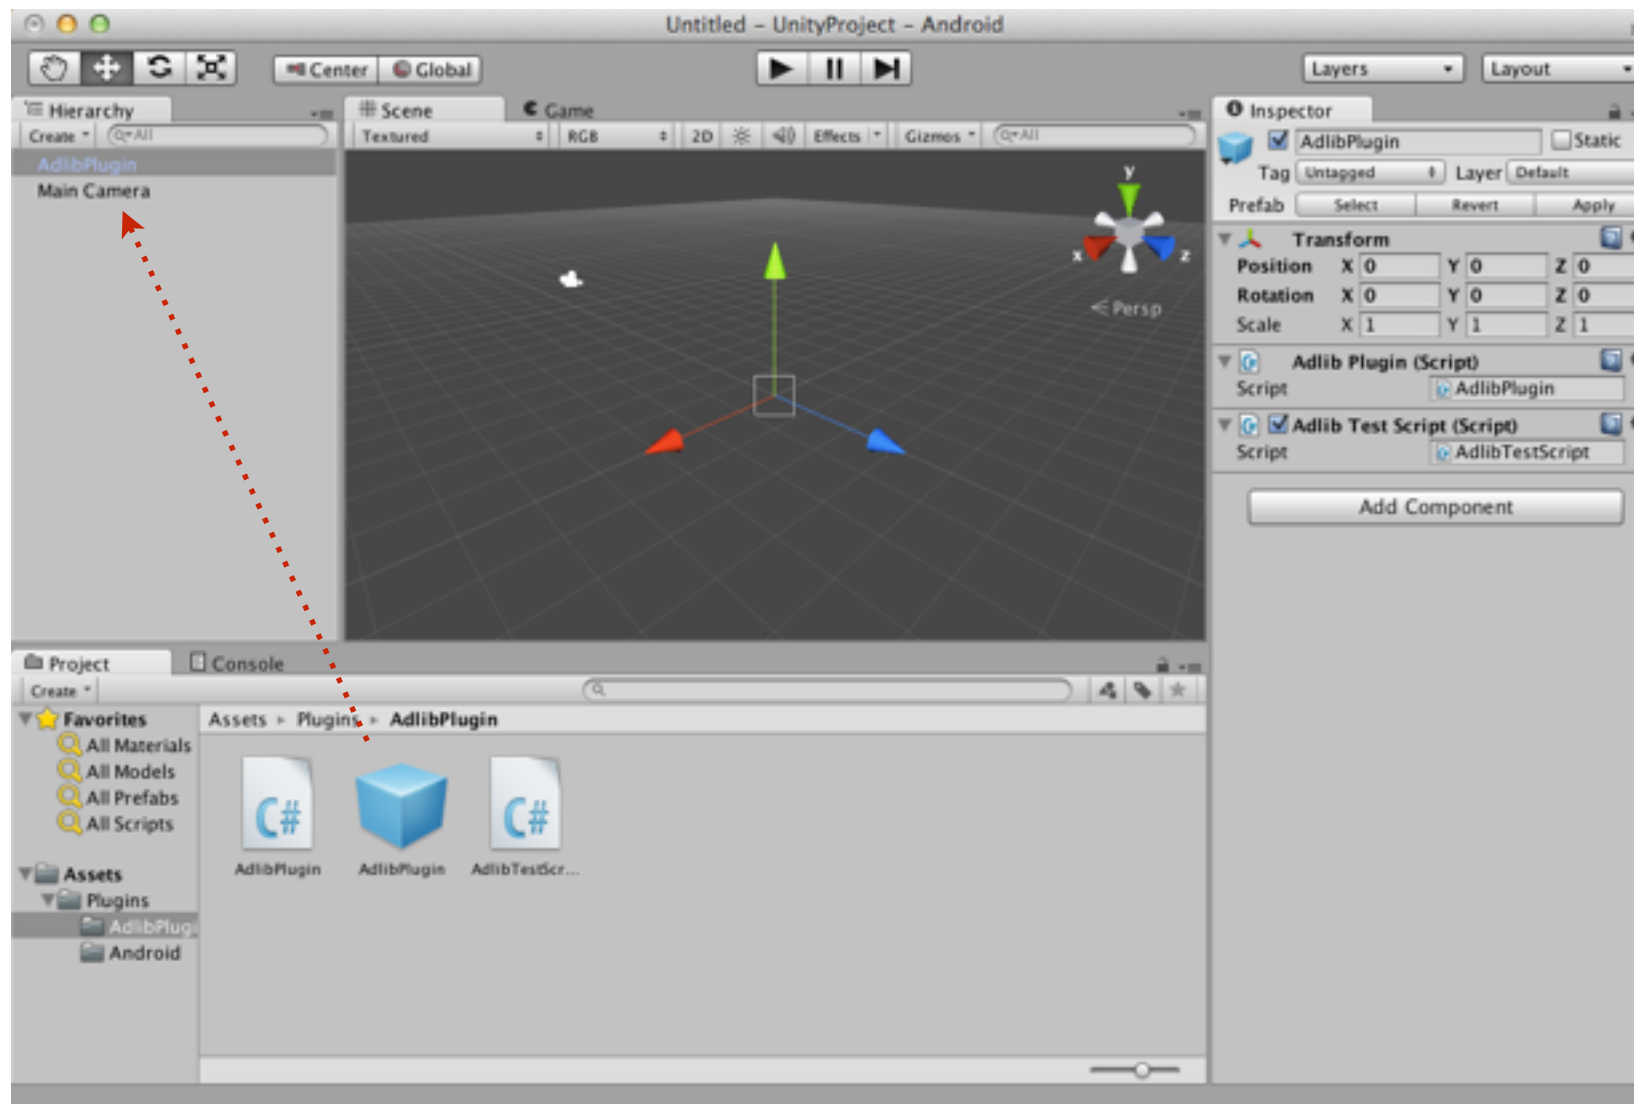 Untitled – UnityProject – Android
Center Global
Layers Layout
Hierarchy
Create All
AdlibPlugin
Main Camera
Scene Game
Textured RGB 2D Effects Gizmos All
y
x z
Persp
Inspector
AdlibPlugin Static
Tag Untagged Layer Default
Prefab Select Revert Apply
Transform
Position X 0 Y 0 Z 0
Rotation X 0 Y 0 Z 0
Scale X 1 Y 1 Z 1
Adlib Plugin (Script)
Script AdlibPlugin
Adlib Test Script (Script)
Script AdlibTestScript
Add Component
Project Console
Create
Favorites
All Materials
All Models
All Prefabs
All Scripts
Assets
Plugins
AdlibPlugi
Android
Assets Plugins AdlibPlugin
C# C#
AdlibPlugin AdlibPlugin AdlibTestScr...